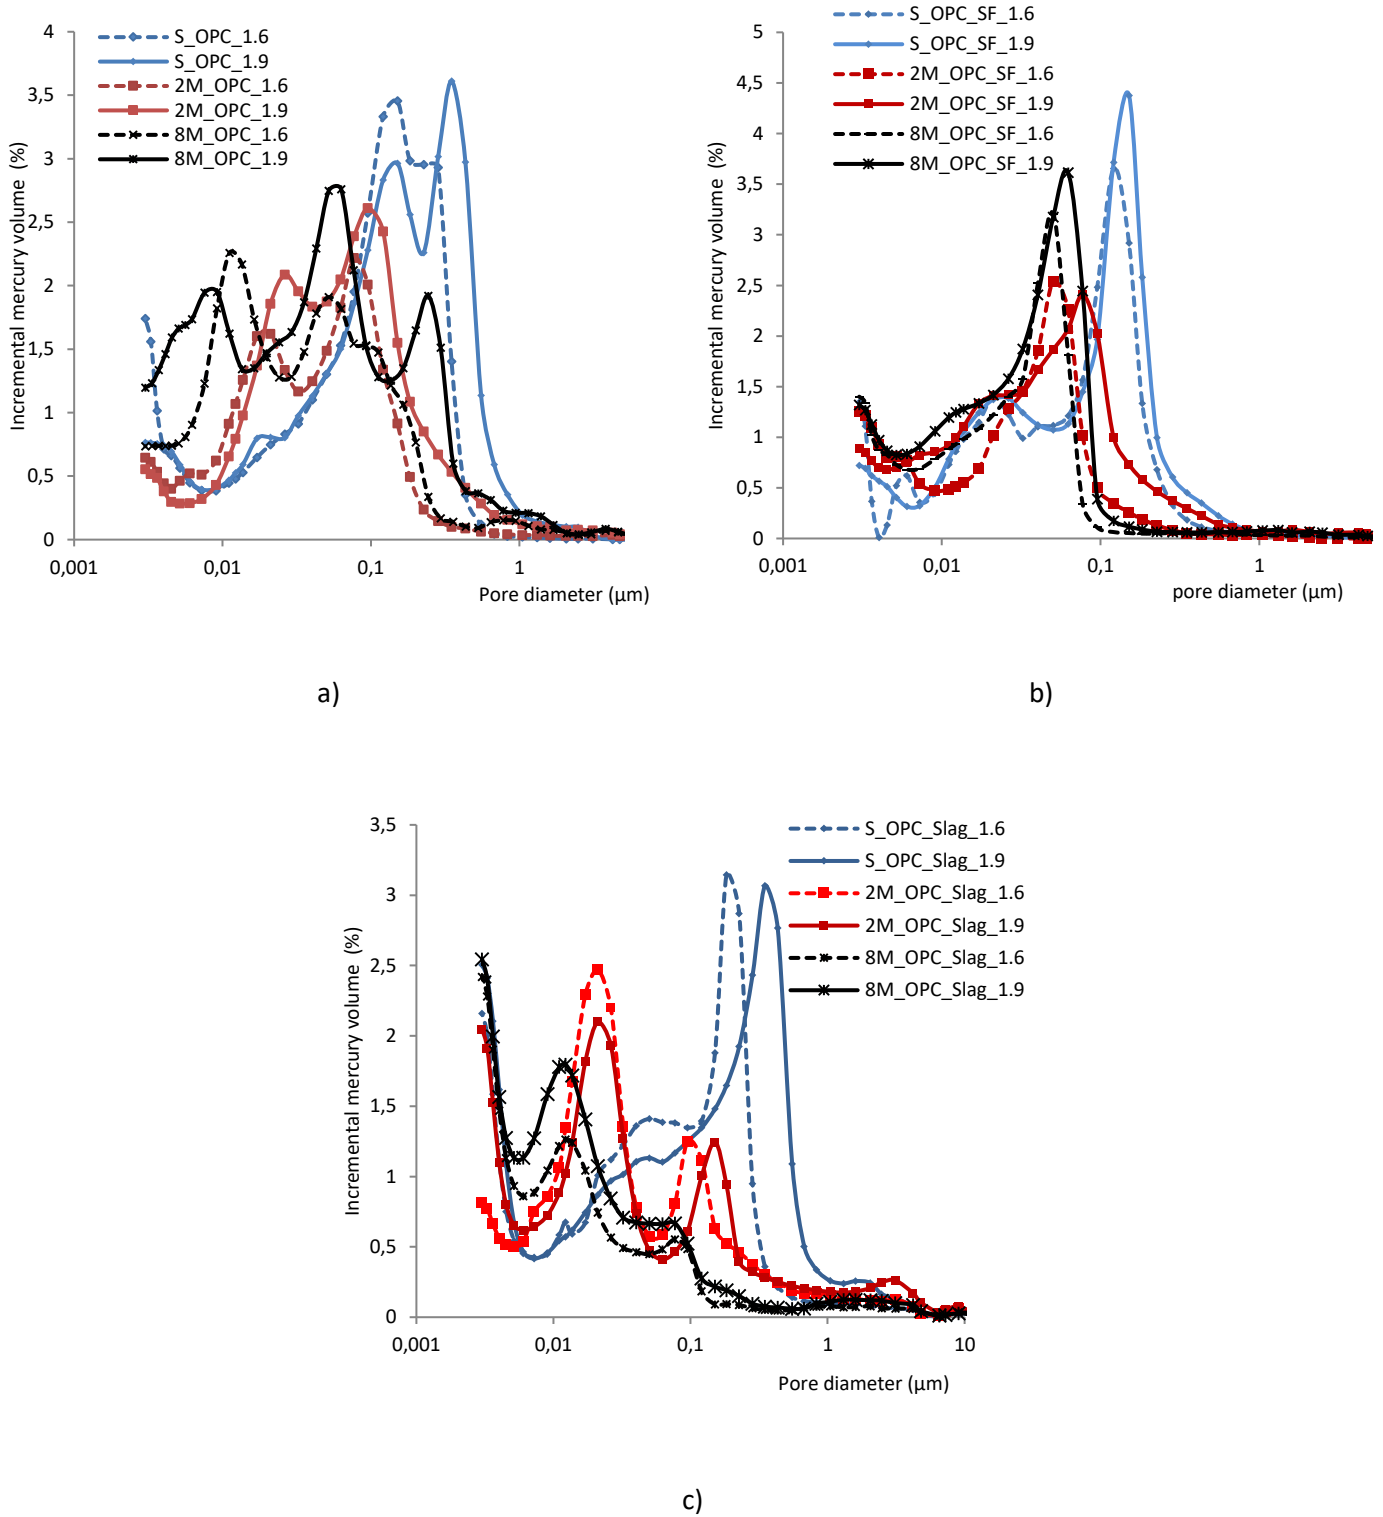 4
3,5
3
2,5
2
1,5
1
0,5
0
Incremental mercury volume (%)
S_OPC_1.6
S_OPC_1.9
2M_OPC_1.6
2M_OPC_1.9
8M_OPC_1.6
8M_OPC_1.9
0,001
0,01
0,1
1
Pore diameter (µm)
a)
5
4,5
4
3,5
3
2,5
2
1,5
1
0,5
0
Incremental mercury volume (%)
S_OPC_SF_1.6
S_OPC_SF_1.9
2M_OPC_SF_1.6
2M_OPC_SF_1.9
8M_OPC_SF_1.6
8M_OPC_SF_1.9
0,001
0,01
0,1
1
pore diameter (µm)
b)
3,5
3
2,5
2
1,5
1
0,5
0
Incremental mercury volume (%)
S_OPC_Slag_1.6
S_OPC_Slag_1.9
2M_OPC_Slag_1.6
2M_OPC_Slag_1.9
8M_OPC_Slag_1.6
8M_OPC_Slag_1.9
0,001
0,01
0,1
1
10
Pore diameter (µm)
c)